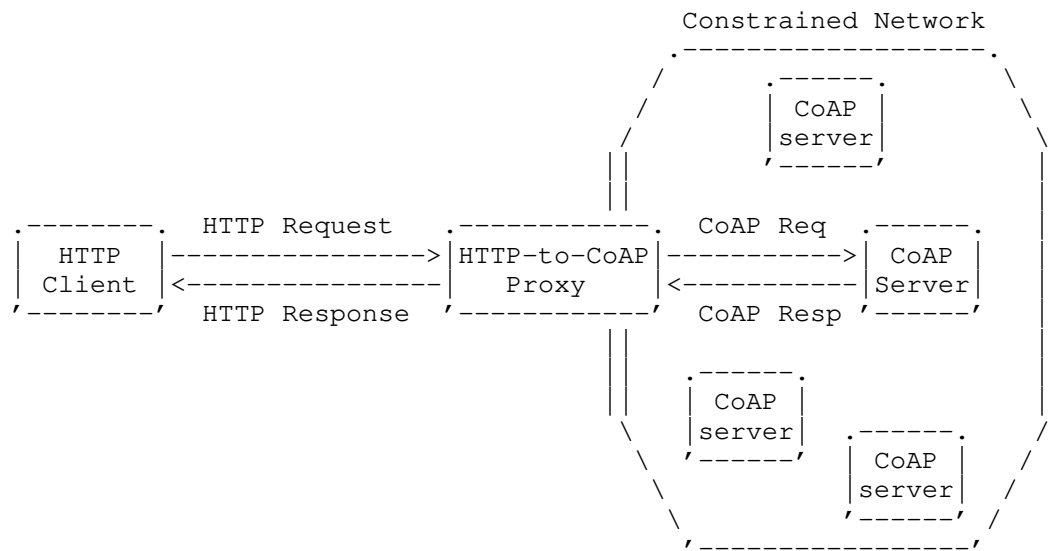 Constrained Network
CoAP
server
HTTP Request CoAP Req
HTTP HTTP-to-CoAP CoAP
Client Proxy Server
HTTP Response CoAP Resp
CoAP
server
CoAP
server